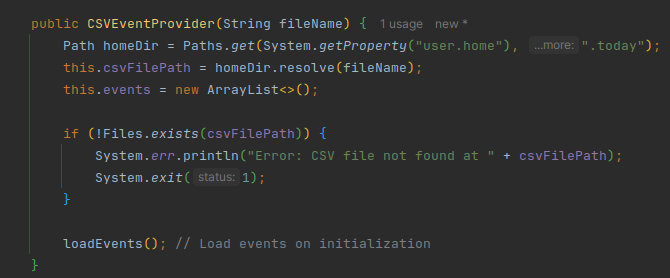 public CSVEventProvider(String fileName) { 1 usage new *
Path homeDir = Paths.get(System.getProperty("user.home"), ...more: ".today");
this.csvFilePath = homeDir.resolve(fileName);
this.events = new ArrayList<>();
if (!Files.exists(csvFilePath)) {
System.err.println("Error: CSV file not found at " + csvFilePath);
System.exit( status: 1);
}
loadEvents(); // Load events on initialization
}